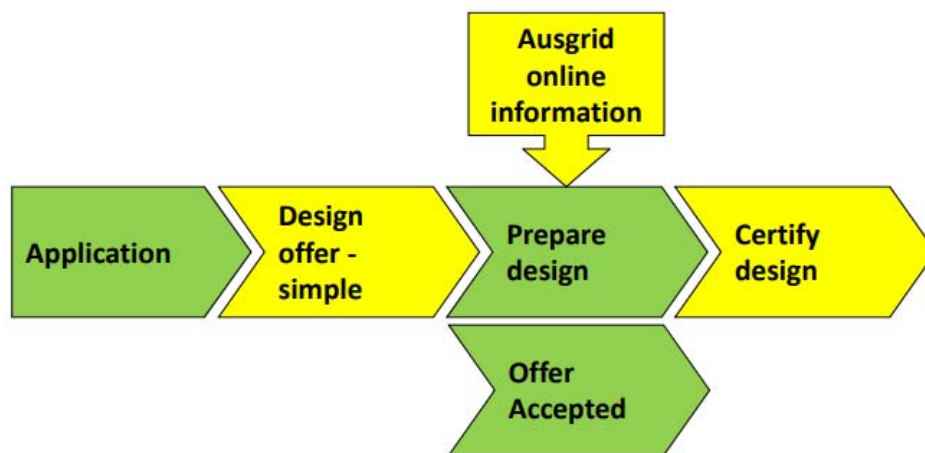 Ausgrid
online
information
Application
Design
offer -
simple
Prepare
design
Certify
design
Offer
Accepted